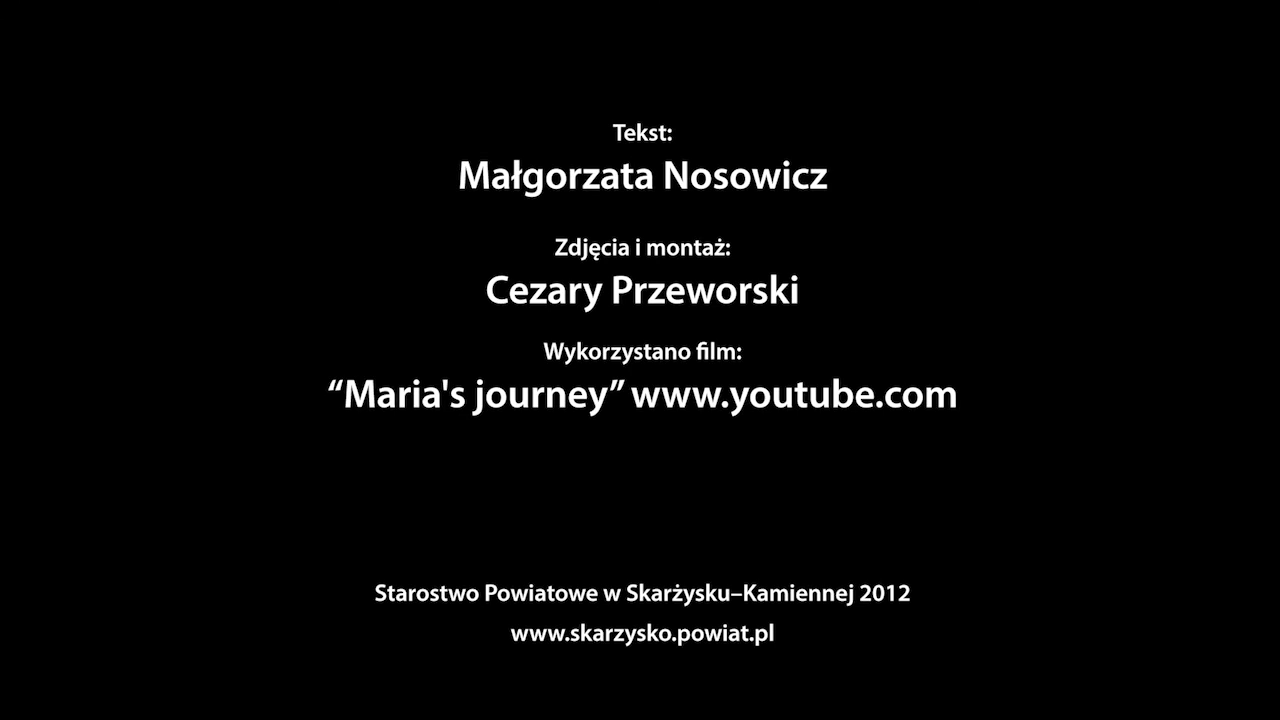 Tekst:
Małgorzata Nosowicz
Zdjęcia i montaż:
Cezary Przeworski
Wykorzystano film:
“Maria's journey” www.youtube.com
Starostwo Powiatowe w Skarżysku–Kamiennej 2012
www.skarzysko.powiat.pl